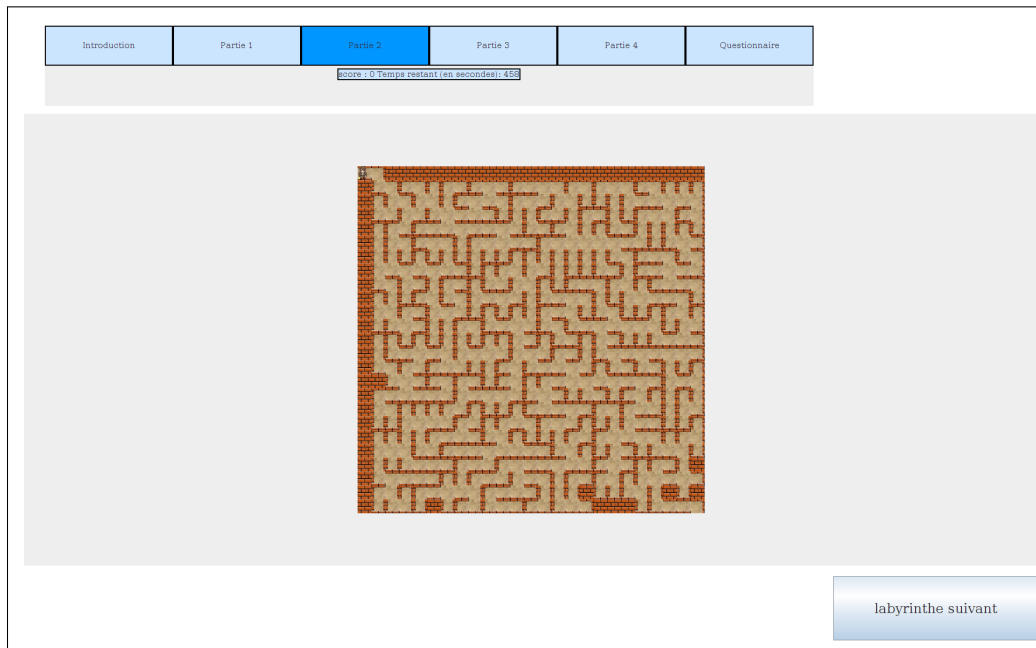 Introduction Partie 1 Partie 2 Partie 3 Partie 4 Questionnaire
score : 0 Temps restant (en secondes): 458
labyrinthe suivant